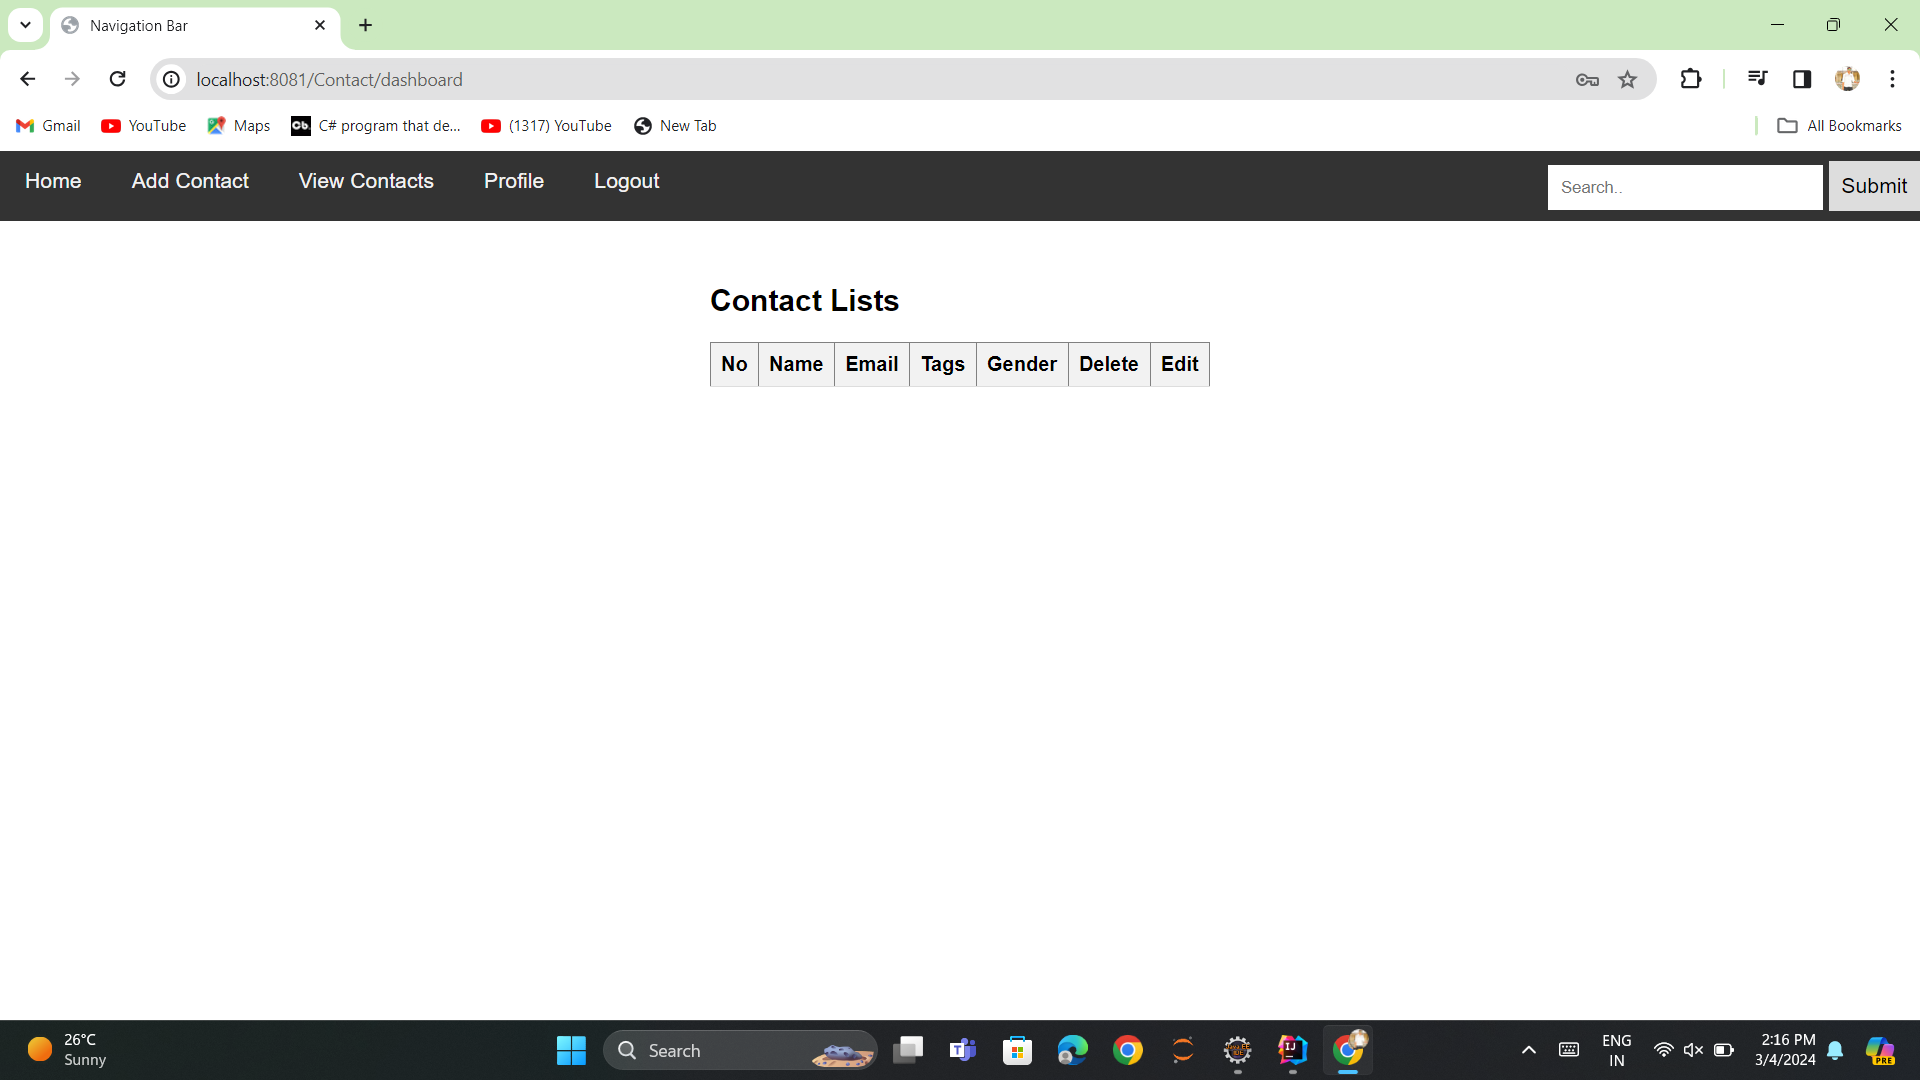 Navigation Bar
localhost:8081/Contact/dashboard
Gmail YouTube Maps Cb. C# program that de... (1317) YouTube New Tab All Bookmarks
Home Add Contact View Contacts Profile Logout Search.. Submit
Contact Lists
No Name Email Tags Gender Delete Edit
26°C
Sunny
Search
ENG
IN
2:16 PM
3/4/2024
PRE